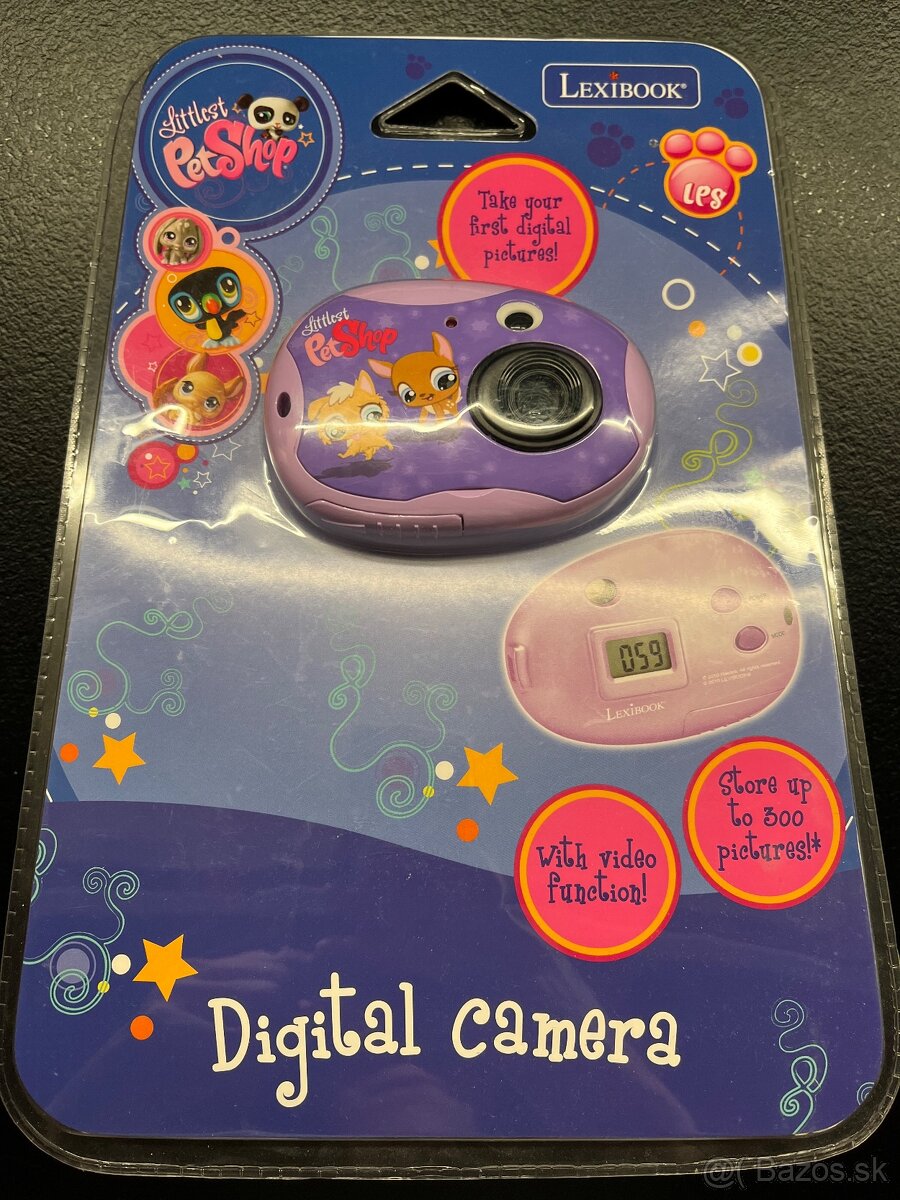 Littlest
PetShop
LEXIBOOK®
LPS
Take your
first digital
pictures!
Littlest
PetShop
MODE
059
LEXIBOOK
Store up
to 300
pictures!*
With video
function!
Digital Camera
@( Bazos.sk